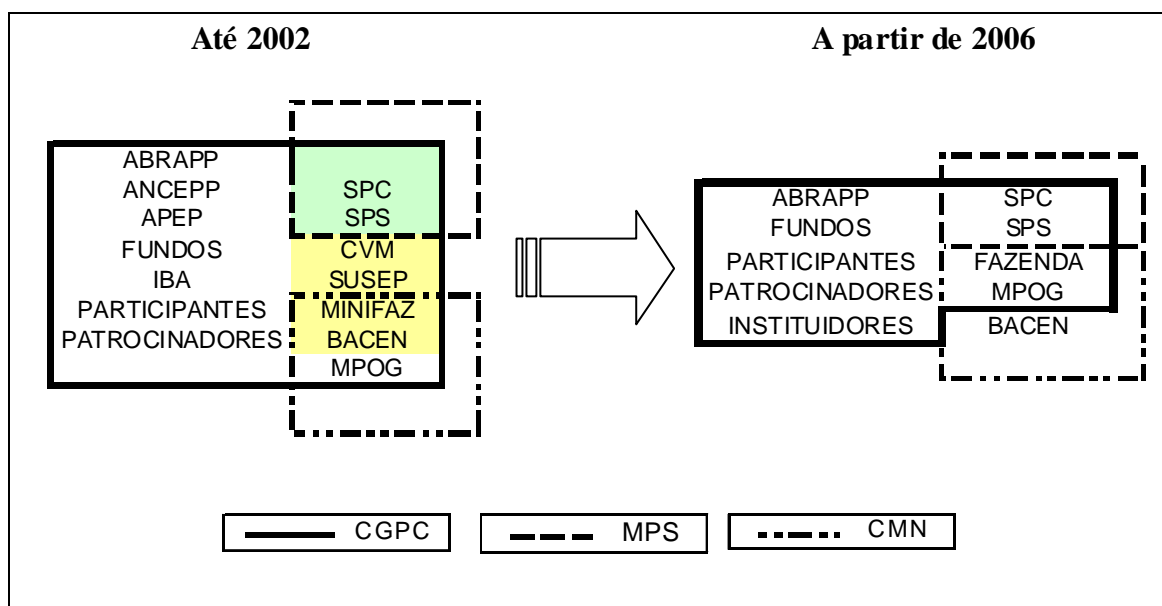 Até 2002
A partir de 2006
ABRAPP
ANCEPP SPC
APEP SPS
FUNDOS CVM
IBA SUSEP
PARTICIPANTES MINIFAZ
PATROCINADORES BACEN
MPOG
ABRAPP SPC
FUNDOS SPS
PARTICIPANTES FAZENDA
PATROCINADORES MPOG
INSTITUIDORES BACEN
CGPC MPS CMN